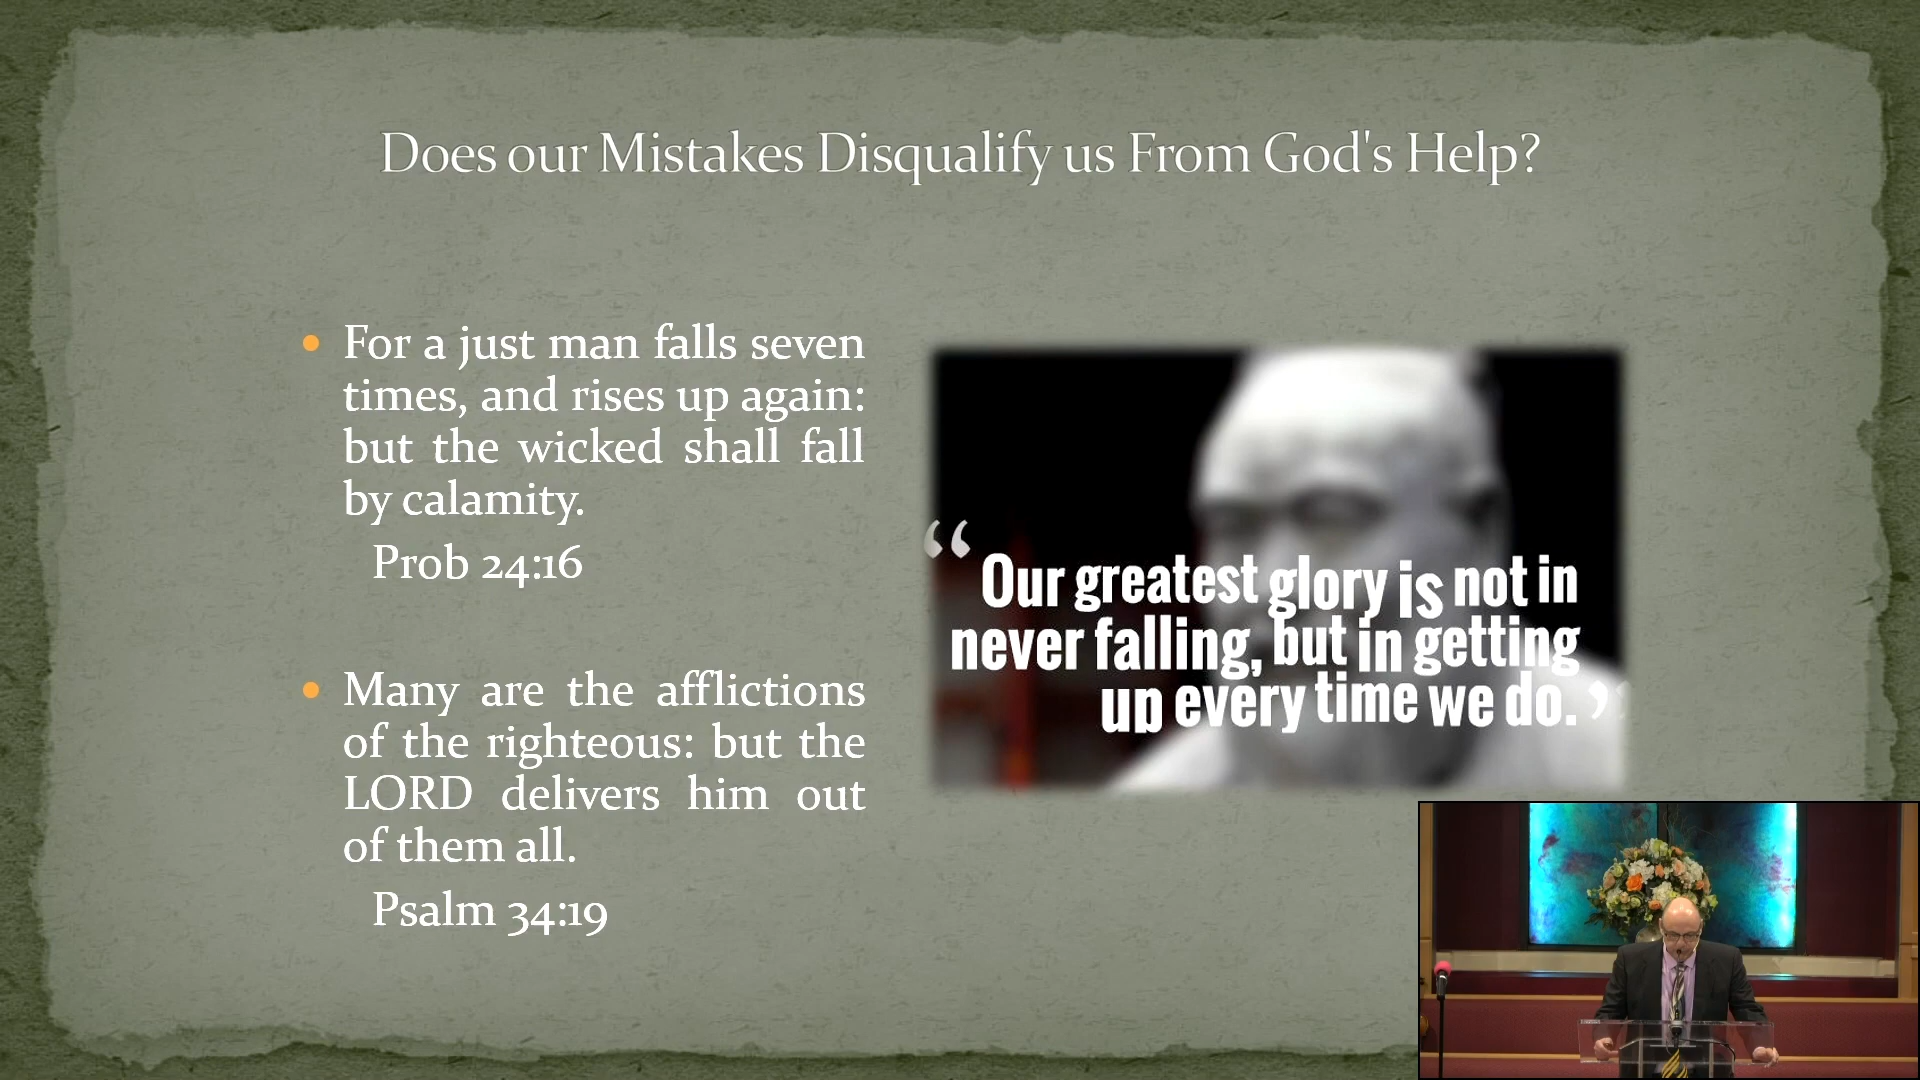 Does our Mistakes Disqualify us From God's Help?
• For a just man falls seven
times, and rises up again:
but the wicked shall fall
by calamity.
Prob 24:16
• Many are the afflictions
of the righteous: but the
LORD delivers him out
of them all.
Psalm 34:19
“Our greatest glory is not in
never falling, but in getting
up every time we do.”